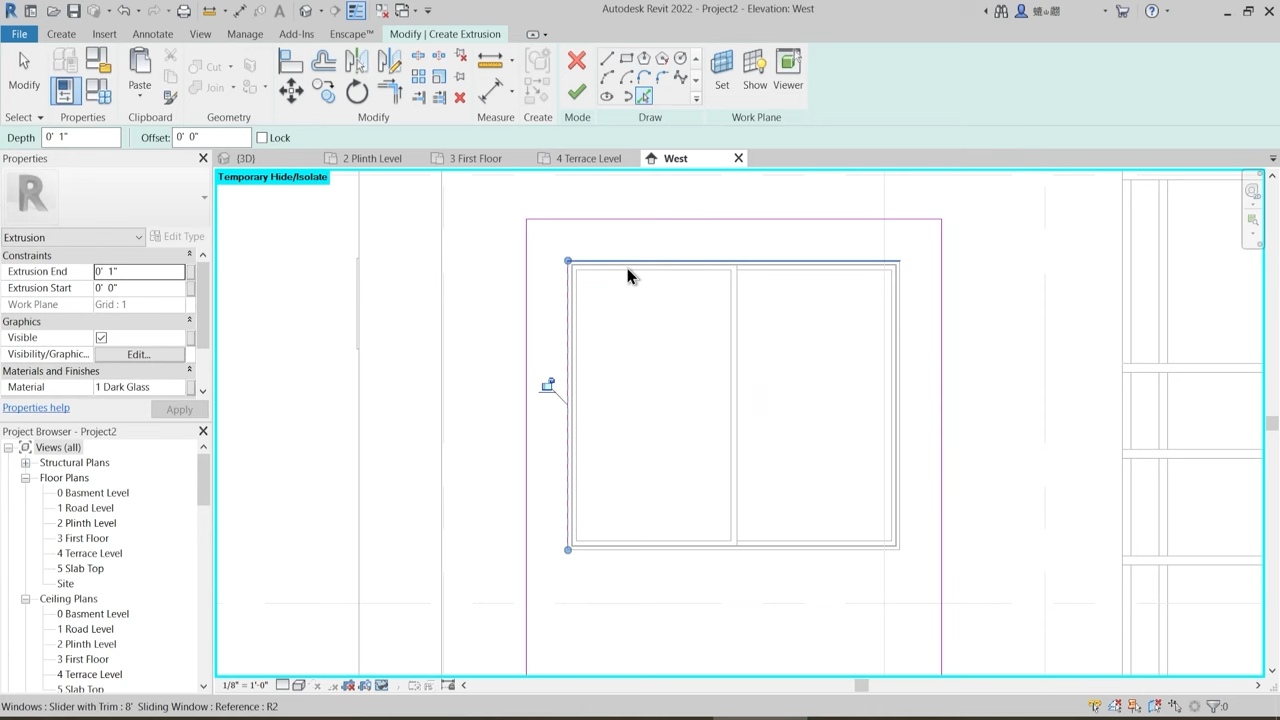 Autodesk Revit 2022 - Project2 - Elevation: West
File Create Insert Annotate View Manage Add-Ins Enscape™ Modify | Create Extrusion
Modify Paste Cut Join Set Show Viewer
Select Properties Clipboard Geometry Modify Measure Create Mode Draw Work Plane
Depth 0' 1" Offset: 0' 0" Lock
Properties {3D} 2 Plinth Level 3 First Floor 4 Terrace Level West
Temporary Hide/Isolate
Extrusion Edit Type
Constraints
Extrusion End 0' 1"
Extrusion Start 0' 0"
Work Plane Grid : 1
Graphics
Visible
Visibility/Graphic... Edit...
Materials and Finishes
Material 1 Dark Glass
Properties help Apply
Project Browser - Project2
Views (all)
Structural Plans
Floor Plans
0 Basment Level
1 Road Level
2 Plinth Level
3 First Floor
4 Terrace Level
5 Slab Top
Site
Ceiling Plans
0 Basment Level
1 Road Level
2 Plinth Level
3 First Floor
4 Terrace Level
5 Slab Top
1/8" = 1'-0"
Windows : Slider with Trim : 8' Sliding Window : Reference : R2 :0